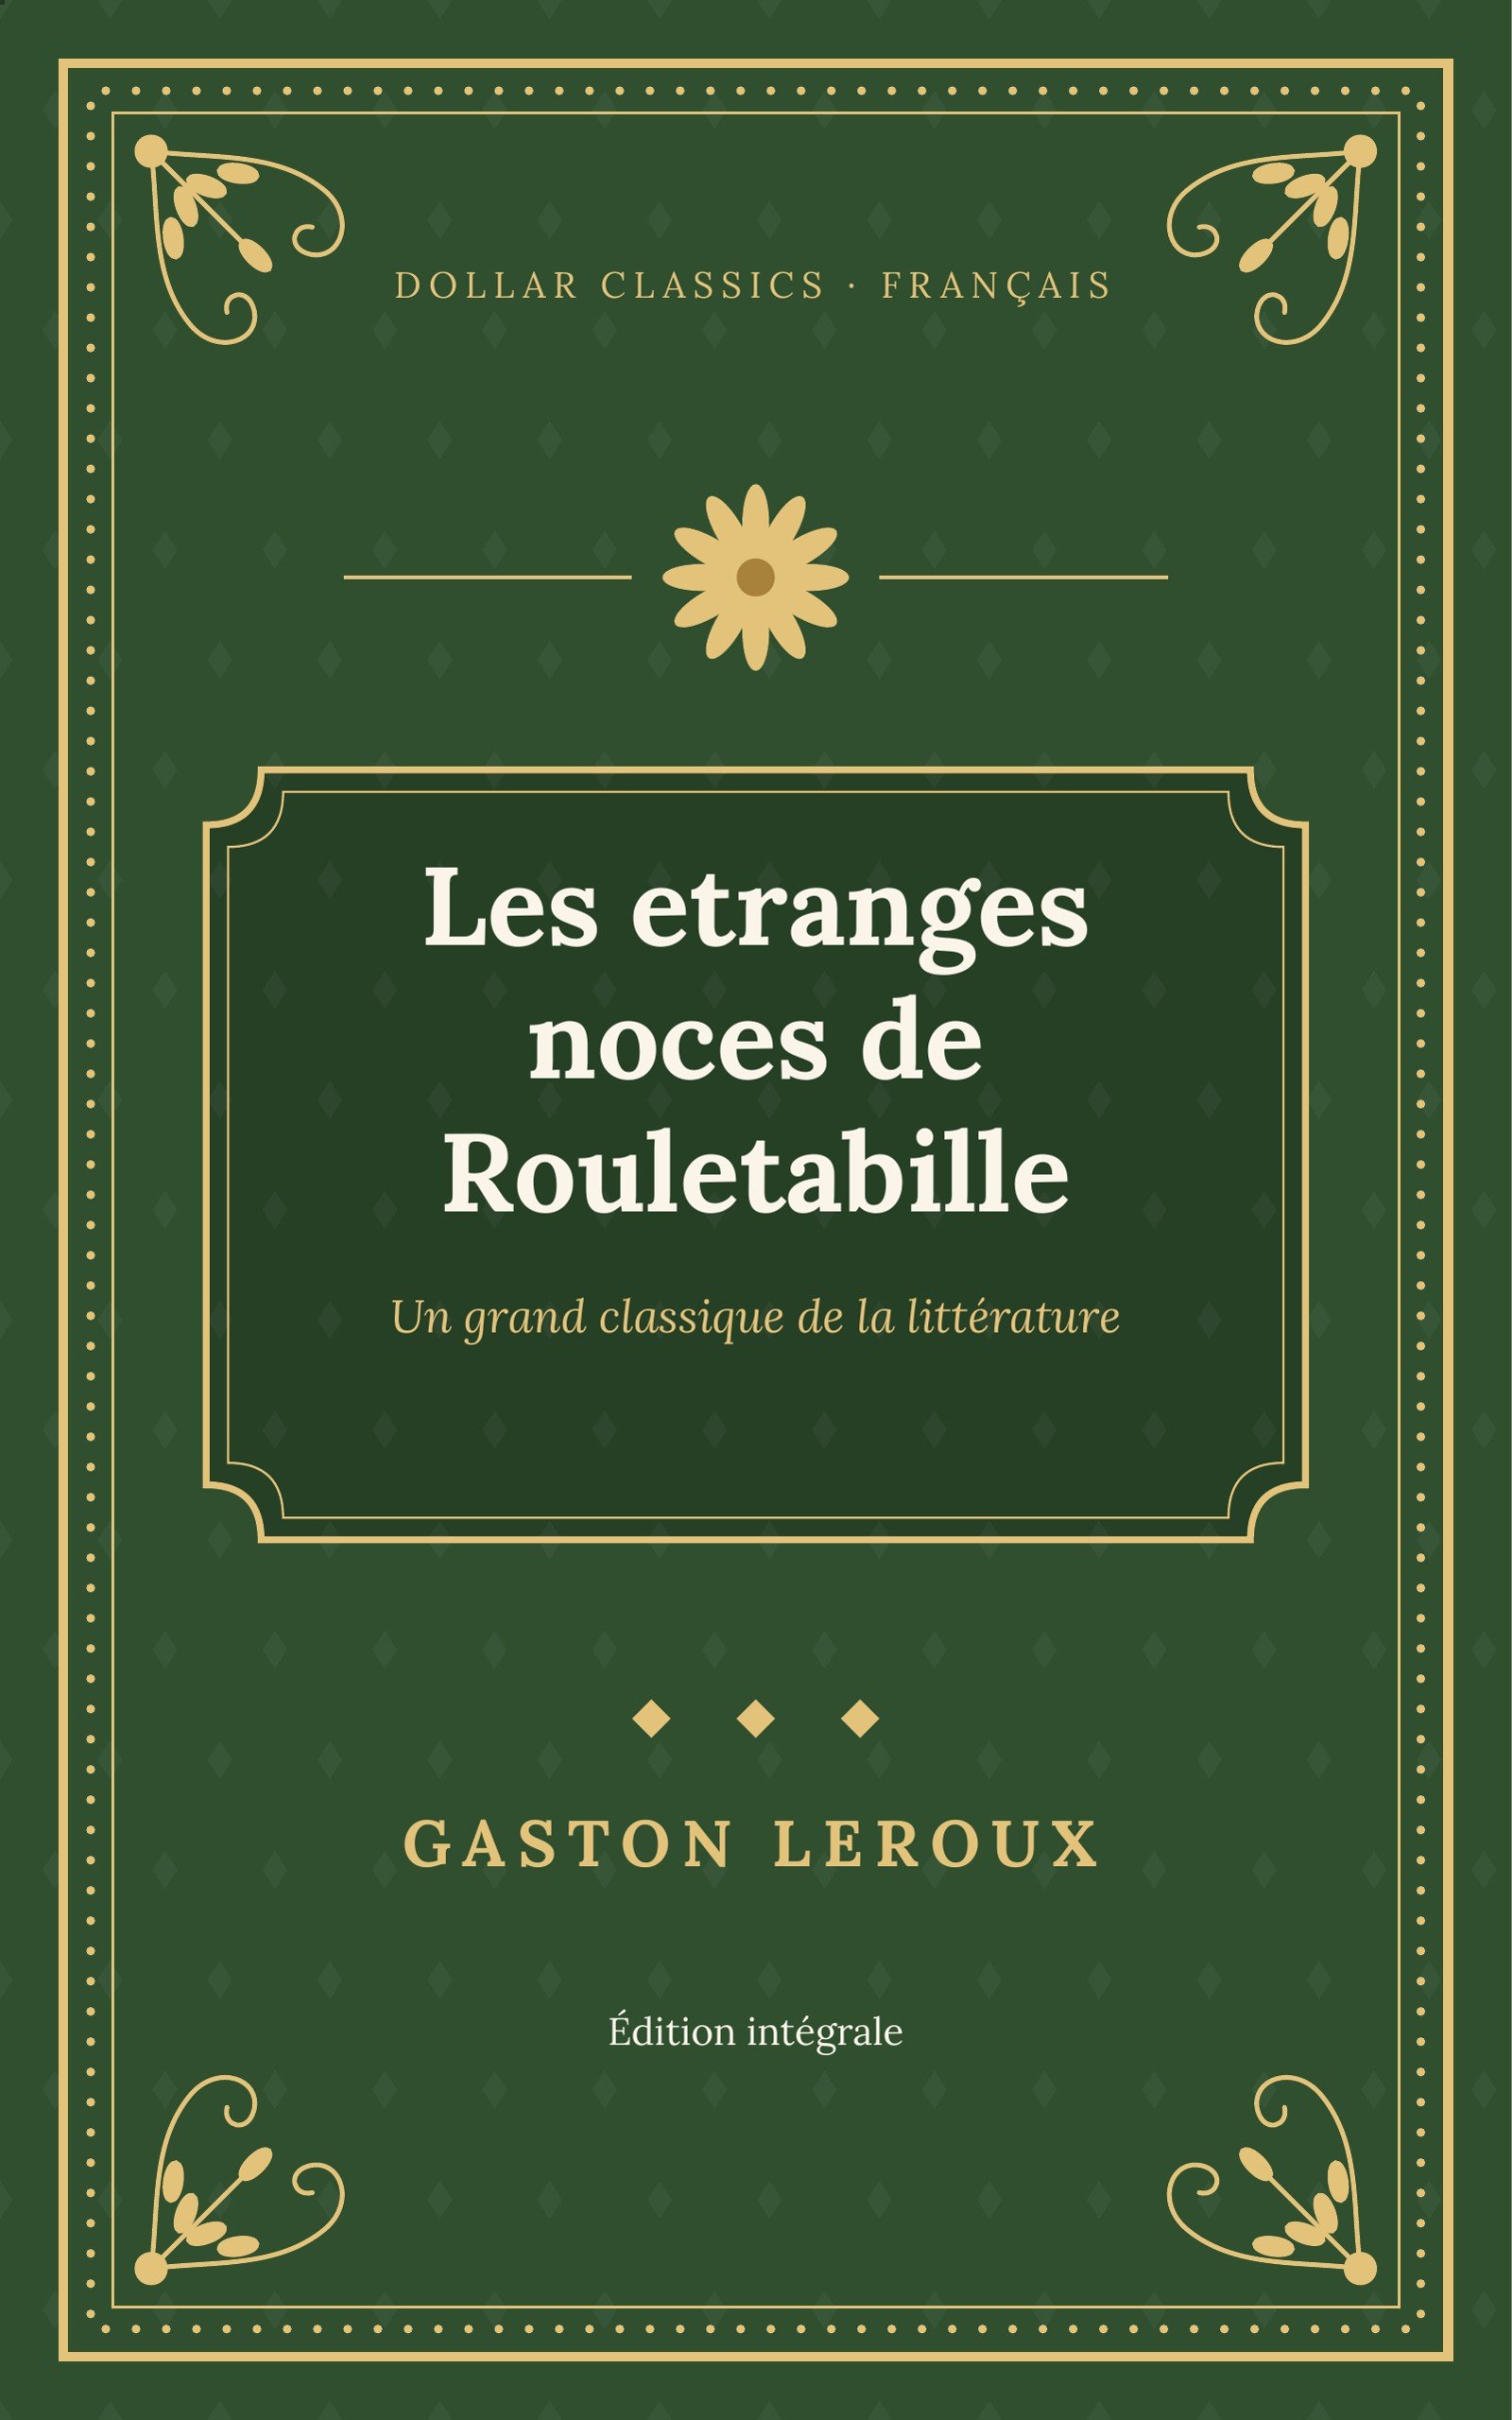 DOLLAR CLASSICS · FRANÇAIS
Les etranges
noces de
Rouletabille
Un grand classique de la littérature
GASTON LEROUX
Édition intégrale